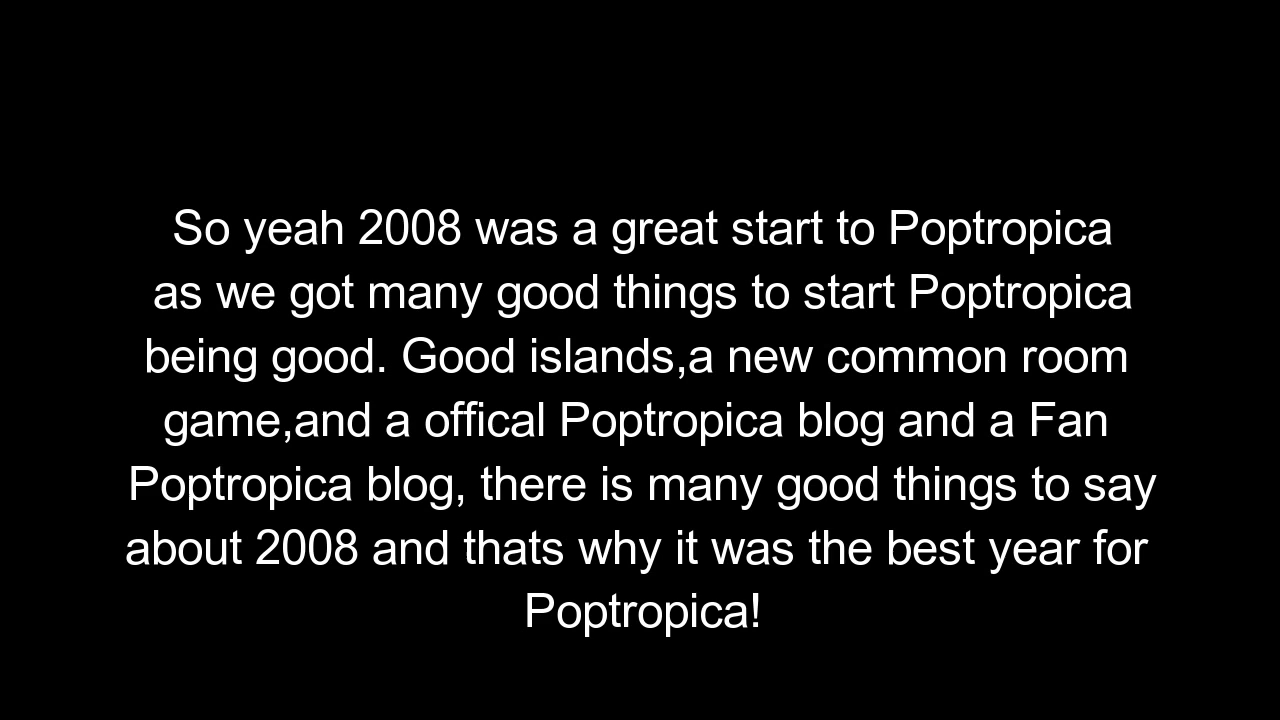 So yeah 2008 was a great start to Poptropica
as we got many good things to start Poptropica
being good. Good islands,a new common room
game,and a offical Poptropica blog and a Fan
Poptropica blog, there is many good things to say
about 2008 and thats why it was the best year for
Poptropica!